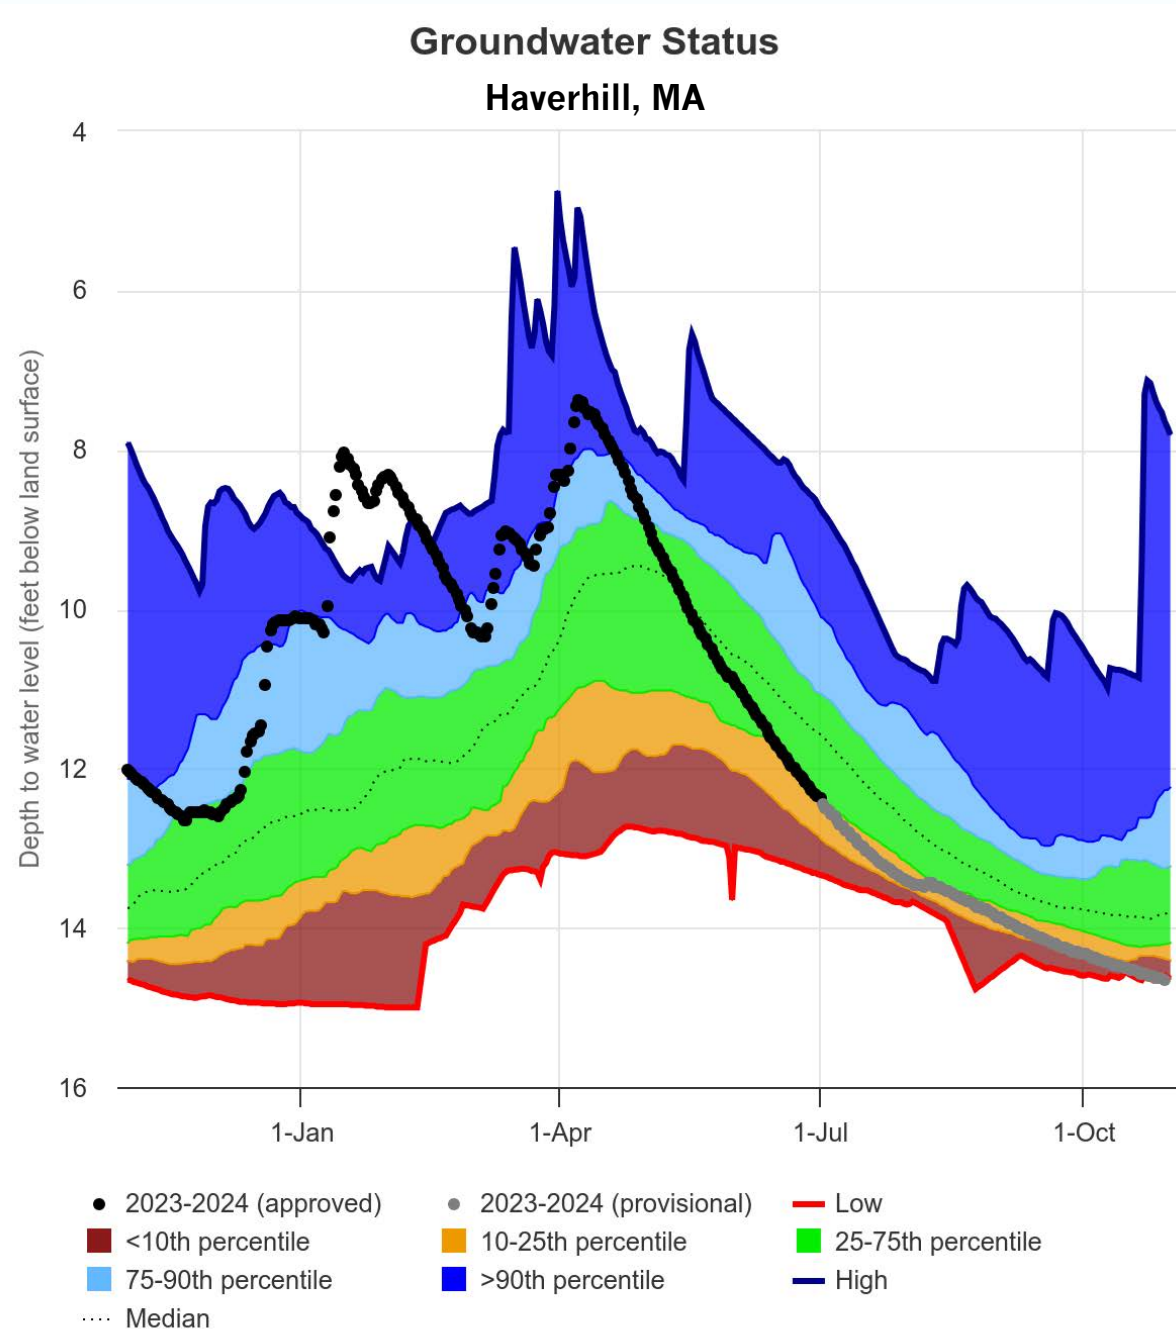 Groundwater Status
Haverhill, MA
Depth to water level (feet below land surface)
4
6
8
10
12
14
16
1-Jan 1-Apr 1-Jul 1-Oct
2023-2024 (approved) 2023-2024 (provisional) Low
<10th percentile 10-25th percentile 25-75th percentile
75-90th percentile >90th percentile High
Median